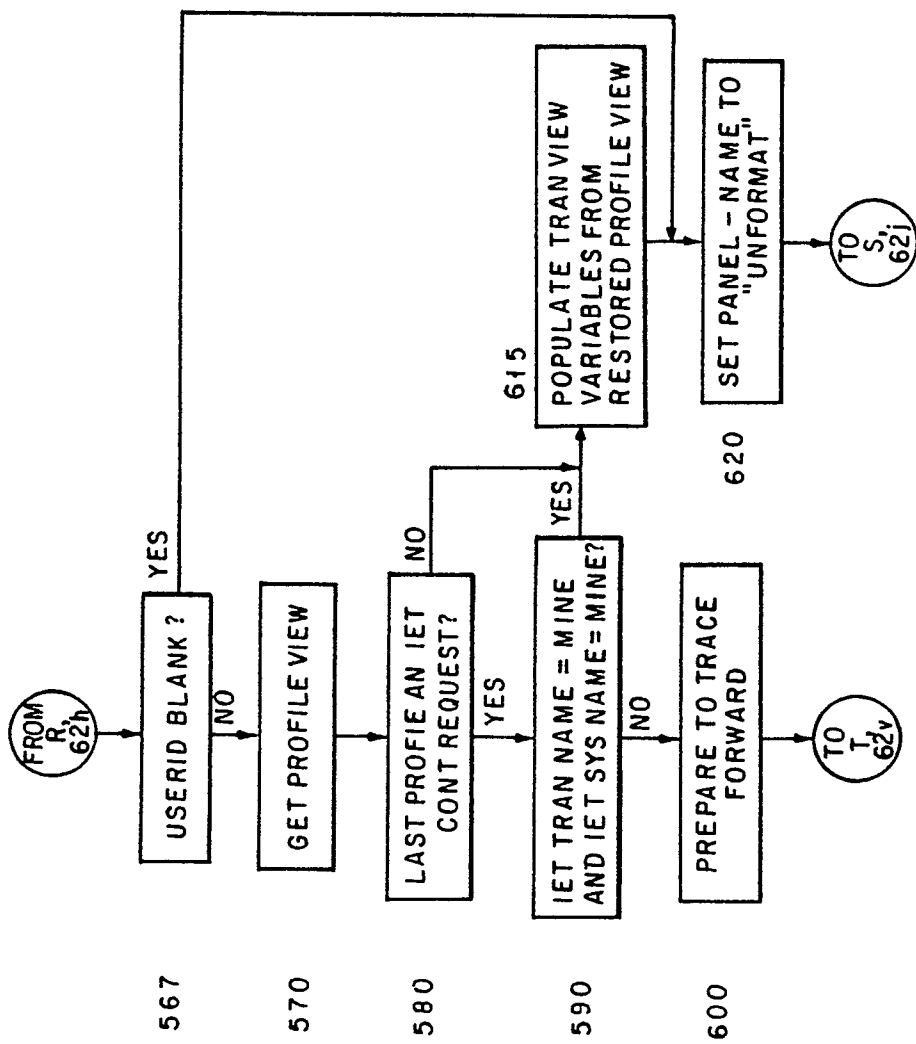 FROM
R,
62h
567
USERID BLANK ?
YES
NO
570
GET PROFILE VIEW
580
LAST PROFIE AN IET
CONT REQUEST?
NO
YES
590
IET TRAN NAME = MINE
AND IET SYS NAME = MINE?
YES
NO
615
POPULATE TRAN VIEW
VARIABLES FROM
RESTORED PROFILE VIEW
600
PREPARE TO TRACE
FORWARD
620
SET PANEL - NAME TO
"UNFORMAT"
TO
T,
62v
TO
S,
62j